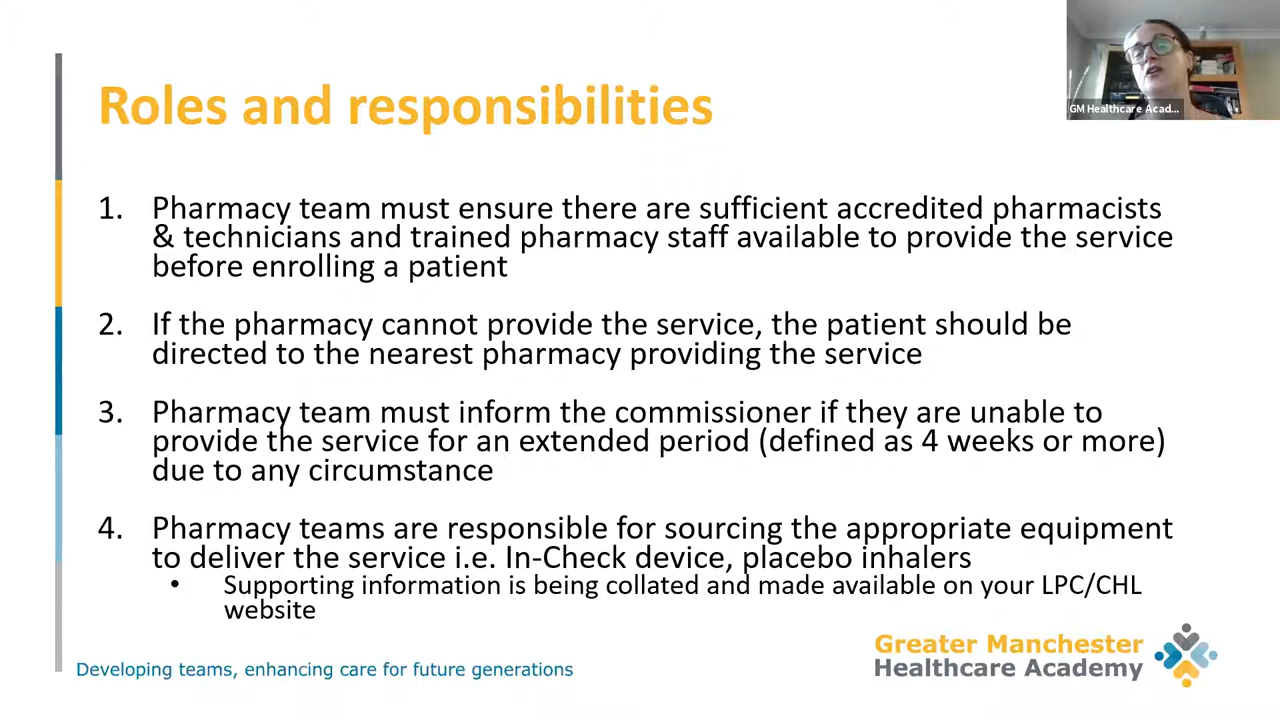 GM Healthcare Acad...
Roles and responsibilities
1. Pharmacy team must ensure there are sufficient accredited pharmacists
& technicians and trained pharmacy staff available to provide the service
before enrolling a patient
2. If the pharmacy cannot provide the service, the patient should be
directed to the nearest pharmacy providing the service
3. Pharmacy team must inform the commissioner if they are unable to
provide the service for an extended period (defined as 4 weeks or more)
due to any circumstance
4. Pharmacy teams are responsible for sourcing the appropriate equipment
to deliver the service i.e. In-Check device, placebo inhalers
• Supporting information is being collated and made available on your LPC/CHL
website
Developing teams, enhancing care for future generations
Greater Manchester
Healthcare Academy